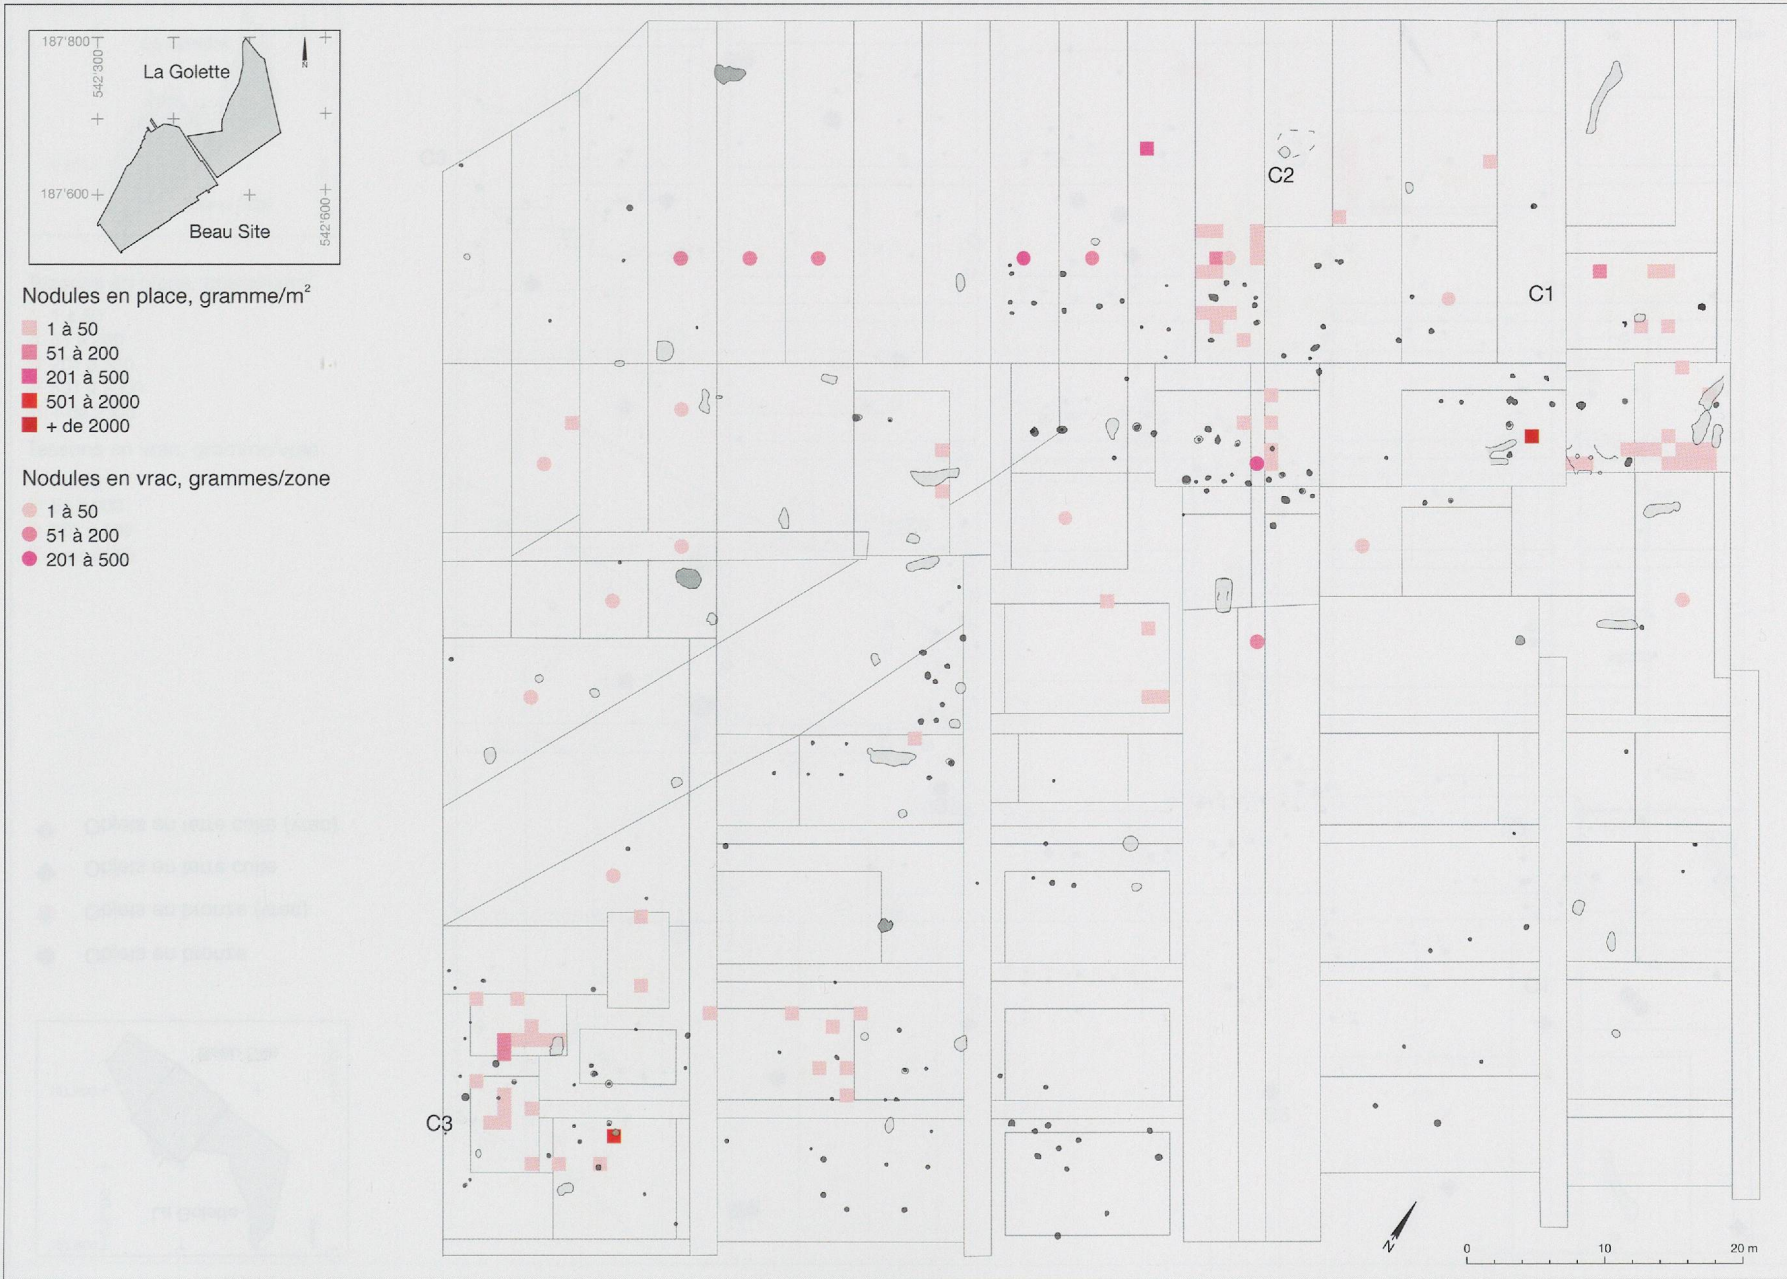 187'800
542'300
La Golette
N
187'600
Beau Site
542'600
Nodules en place, gramme/m²
1 à 50
51 à 200
201 à 500
501 à 2000
+ de 2000
Nodules en vrac, grammes/zone
1 à 50
51 à 200
201 à 500
C2
C1
C3
N
0 10 20 m